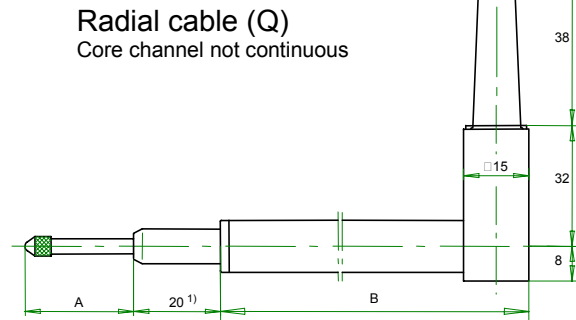 Radial cable (Q)
Core channel not continuous
38
□15
32
8
A
20 1)
B